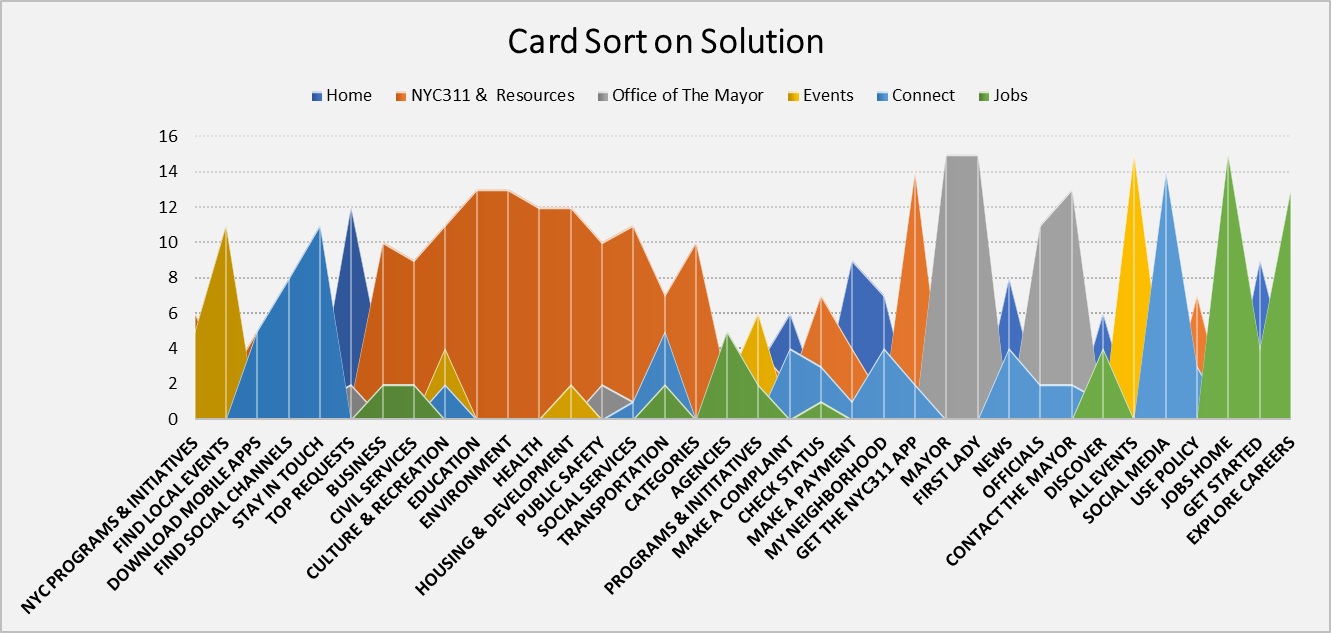 Card Sort on Solution
Home NYC311 & Resources Office of The Mayor Events Connect Jobs
16
14
12
10
8
6
4
2
0
NYC PROGRAMS & INITIATIVES
FIND LOCAL EVENTS
DOWNLOAD MOBILE APPS
FIND SOCIAL CHANNELS
STAY IN TOUCH
TOP REQUESTS
BUSINESS
CIVIL SERVICES
CULTURE & RECREATION
EDUCATION
ENVIRONMENT
HEALTH
HOUSING & DEVELOPMENT
PUBLIC SAFETY
SOCIAL SERVICES
TRANSPORTATION
CATEGORIES
AGENCIES
PROGRAMS & INITITATIVES
MAKE A COMPLAINT
CHECK STATUS
MAKE A PAYMENT
MY NEIGHBORHOOD
GET THE NYC311 APP
MAYOR
FIRST LADY
NEWS
OFFICIALS
CONTACT THE MAYOR
DISCOVER
ALL EVENTS
SOCIAL MEDIA
USE POLICY
JOBS HOME
GET STARTED
EXPLORE CAREERS